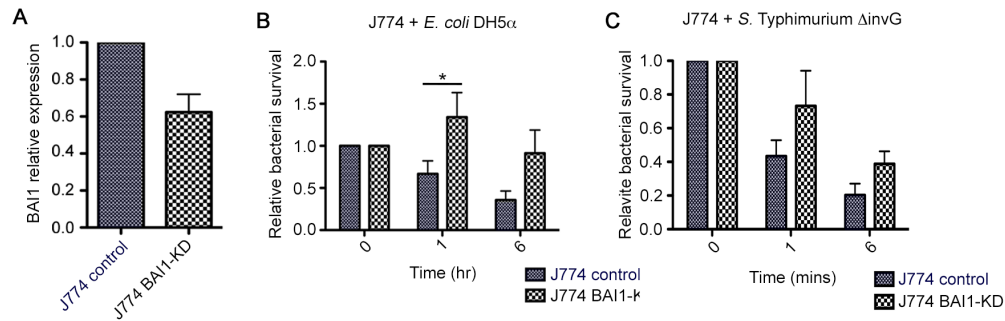 A
BAI1 relative expression
1.0
0.8
0.6
0.4
0.2
0.0
J774 control
J774 BAI1-KD
B
J774 + E. coli DH5α
Relative bacterial survival
2.0
1.5
1.0
0.5
0.0
*
0
1
6
Time (hr)
J774 control
J774 BAI1-K
C
J774 + S. Typhimurium ΔinvG
Relavite bacterial survival
1.0
0.8
0.6
0.4
0.2
0.0
0
1
6
Time (mins)
J774 control
J774 BAI1-KD